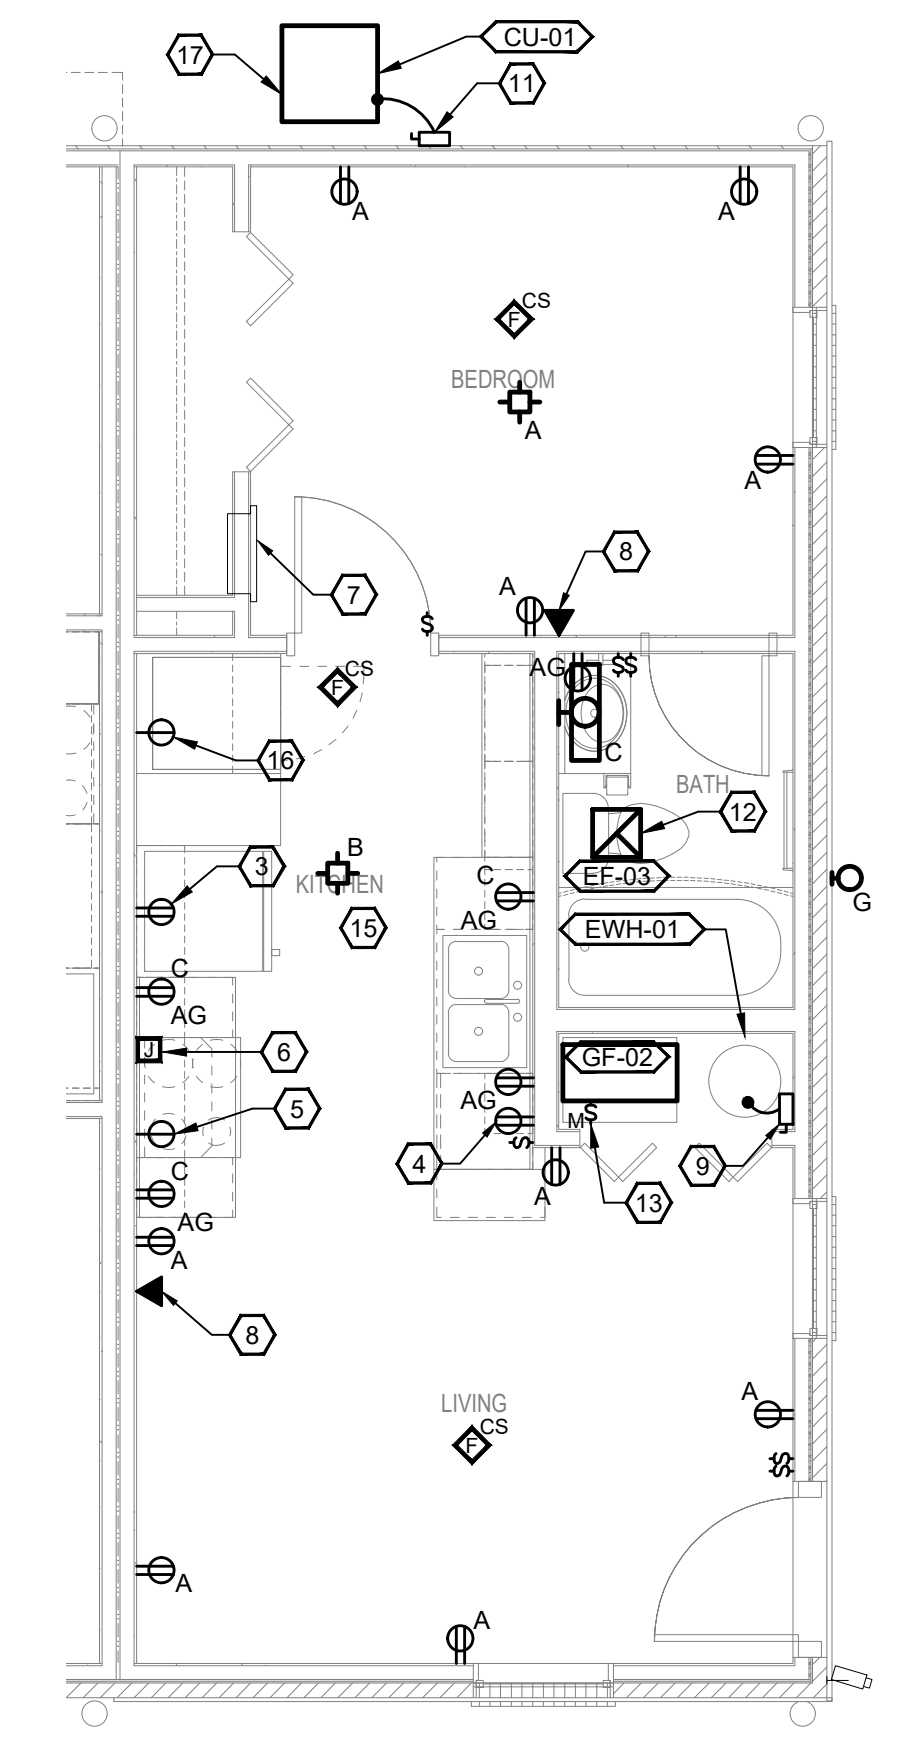 17
CU-01
11
A
A
CS
F
BEDROOM
A
A
8
A
7
$
CS
F
AG
$$
16
C
BATH
12
B
3
KITCHEN
C
EF-03
G
AG
15
EWH-01
C
AG
J
6
GF-02
5
AG
M
$
4
$
9
C
A
13
AG
A
8
A
LIVING
CS
F
$$
A
A